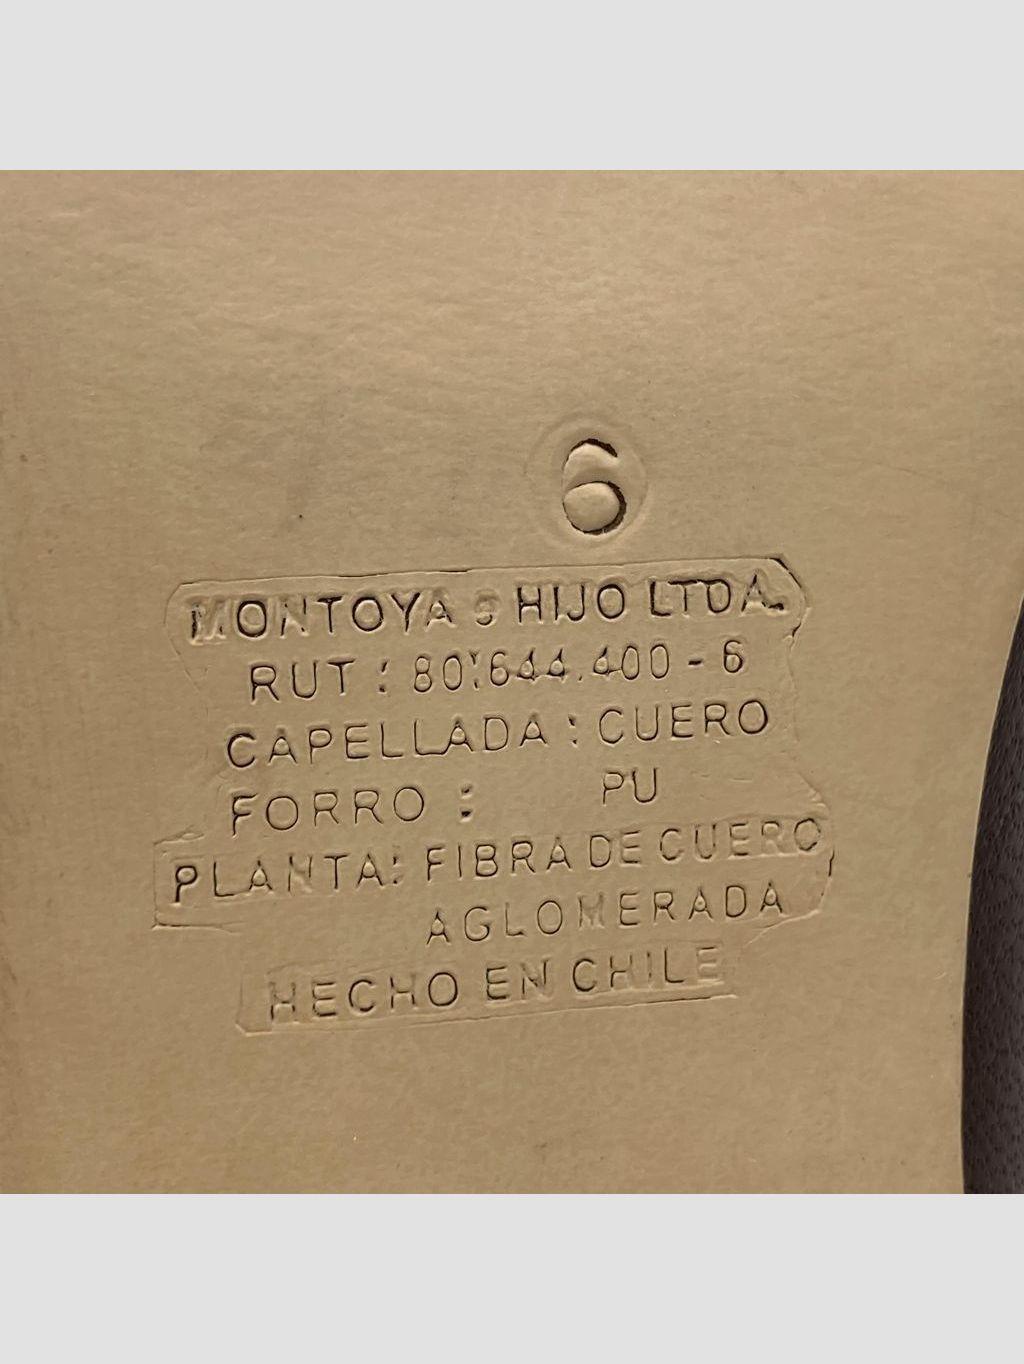 6
MONTOYA e HIJO LTDA.
RUT : 80.644.400-6
CAPELLADA : CUERO
FORRO : PU
PLANTA: FIBRA DE CUERO
AGLOMERADA
HECHO EN CHILE